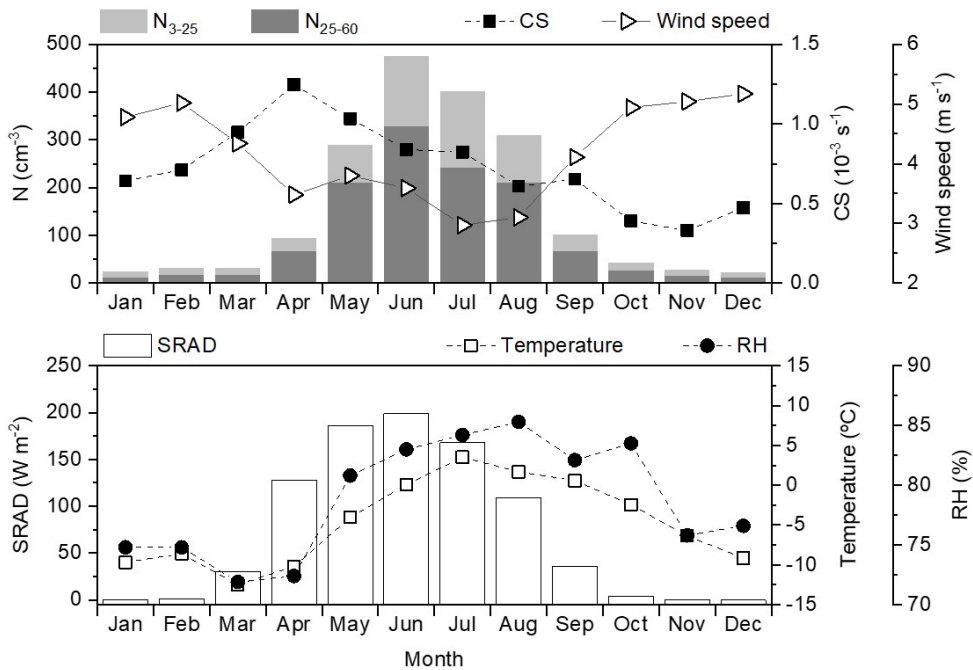 N3-25 N25-60 CS Wind speed
500 1.5 6
400 5
300 1.0 4
200 0.5 3
100
0 0.0 2
N (cm-3)
CS (10-3 s-1)
Wind speed (m s-1)
Jan Feb Mar Apr May Jun Jul Aug Sep Oct Nov Dec
SRAD Temperature RH
250 15 90
200 10 85
150 5
100 0 80
50 -5 75
0 -10
-15 70
SRAD (W m-2)
Temperature (ºC)
RH (%)
Jan Feb Mar Apr May Jun Jul Aug Sep Oct Nov Dec
Month